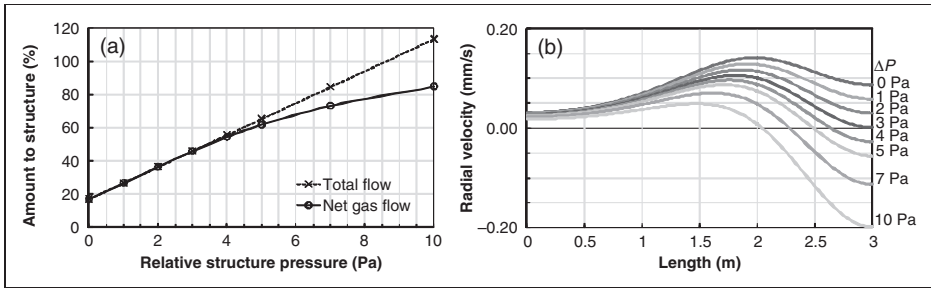 (a)
Amount to structure (%)
120
100
80
60
40
20
0
Total flow
Net gas flow
0
2
4
6
8
10
Relative structure pressure (Pa)
(b)
Radial velocity (mm/s)
0.20
0.00
–0.20
ΔP
0 Pa
1 Pa
2 Pa
3 Pa
4 Pa
5 Pa
7 Pa
10 Pa
0
0.5
1
1.5
2
2.5
3
Length (m)